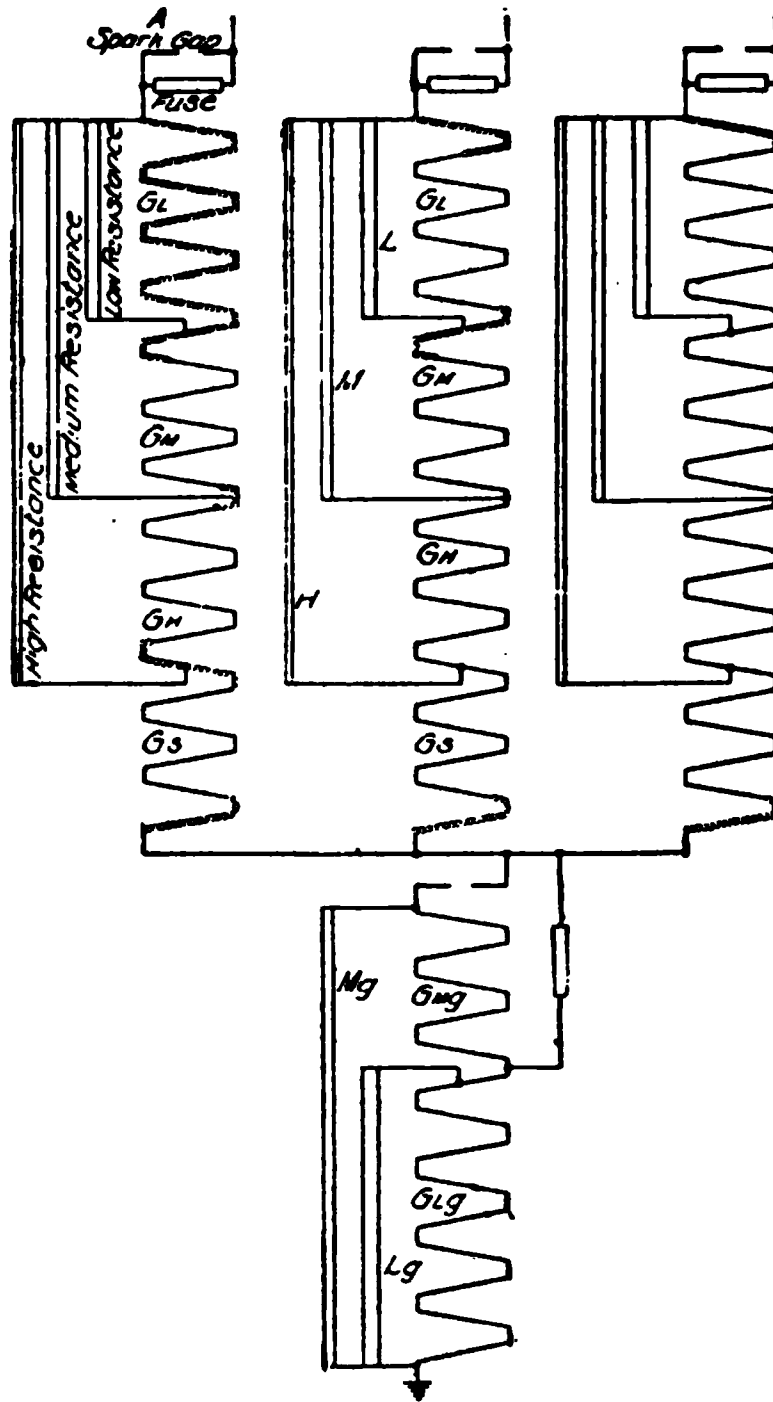 A
Spark Gap
Fuse
High Resistance
Medium Resistance
Low Resistance
GL
GM
GH
GS
L
M
H
GL
GM
GH
GS
Mg
GMg
GLg
Lg